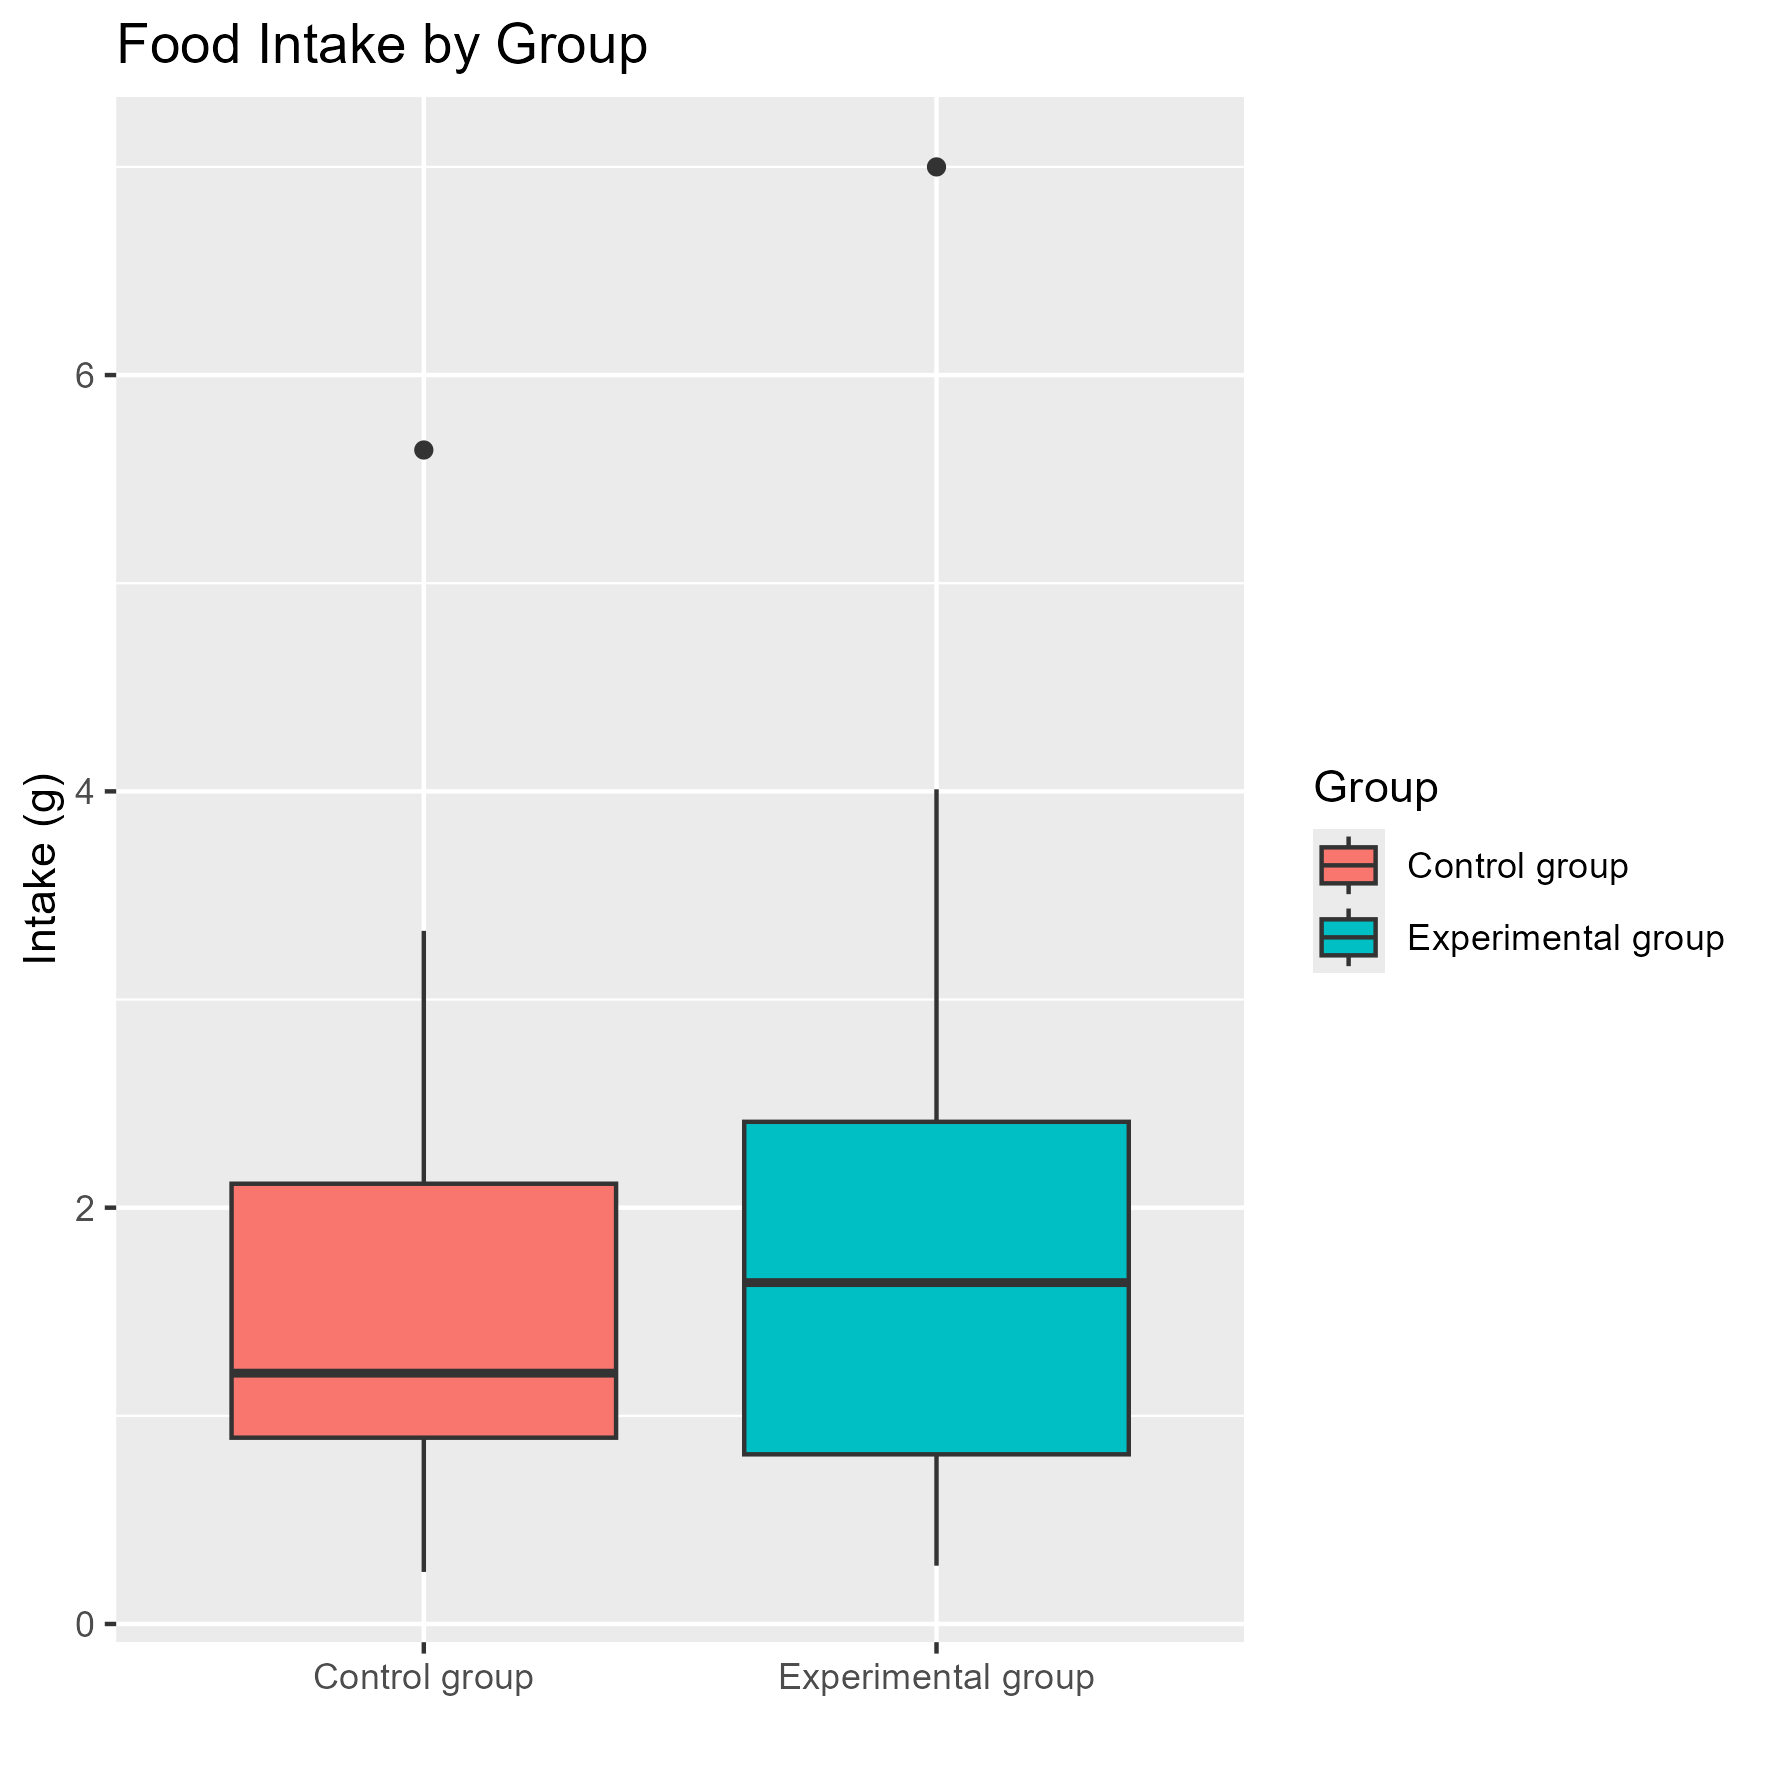 Food Intake by Group
Intake (g)
6
4
2
0
Control group
Experimental group
Group
Control group
Experimental group